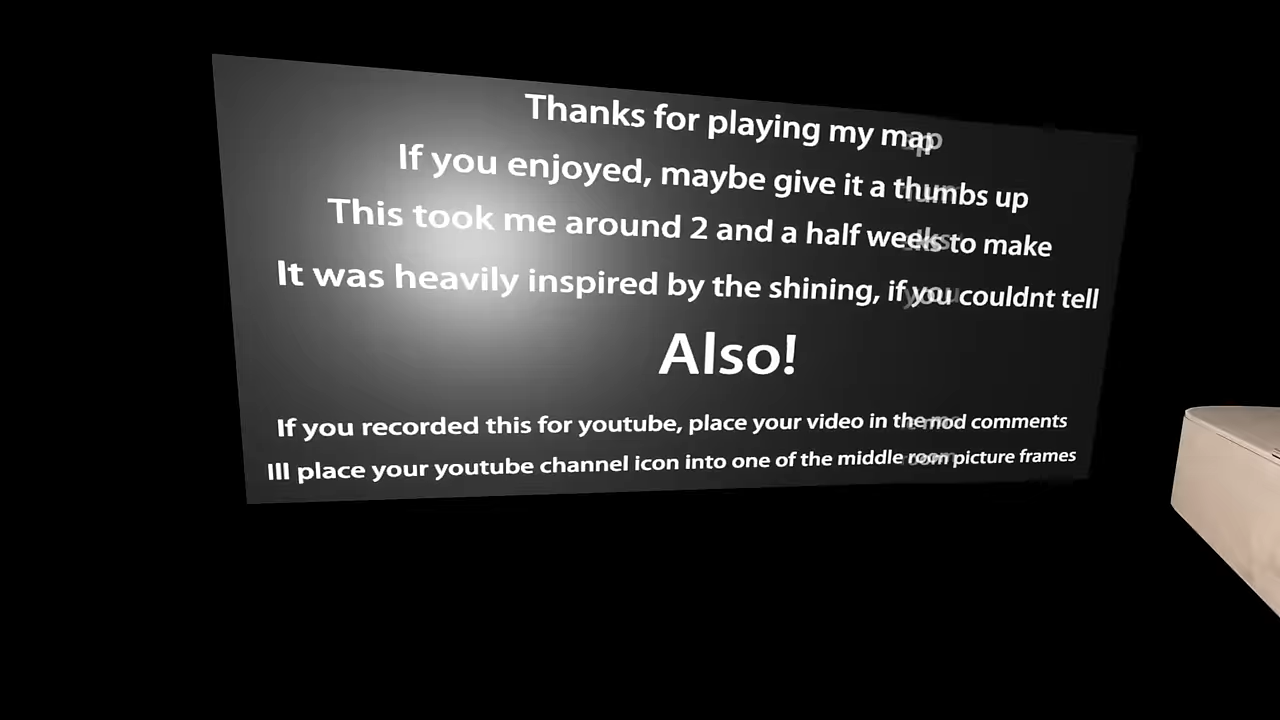 Thanks for playing my map
If you enjoyed, maybe give it a thumbs up
This took me around 2 and a half weeks to make
It was heavily inspired by the shining, if you couldnt tell
Also!
If you recorded this for youtube, place your video in the mod comments
Ill place your youtube channel icon into one of the middle room picture frames